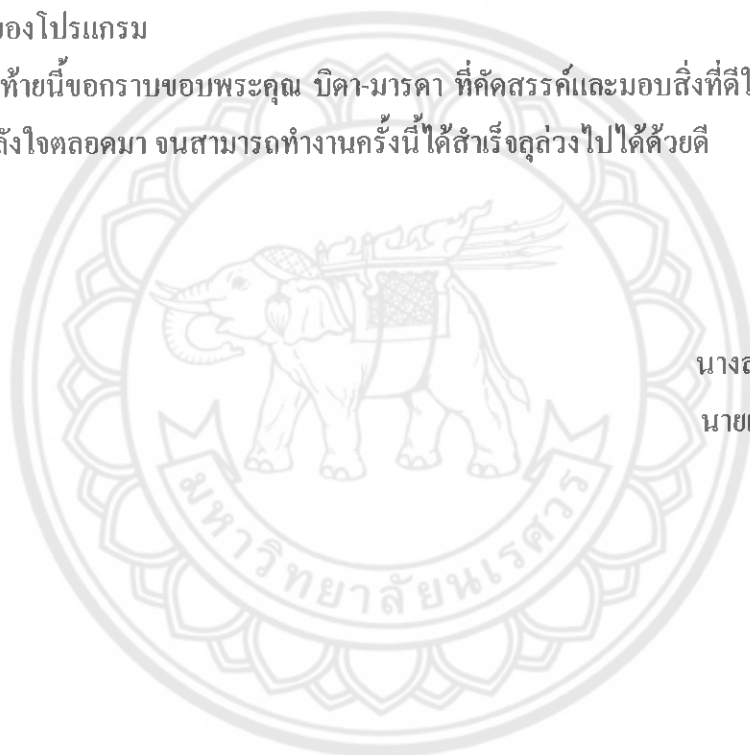 ของโปรแกรม
ท้ายนี้ขอกราบขอบพระคุณ บิดา-มารดา ที่คัดสรรค์และมอบสิ่งที่ดี
ลังใจตลอดมา จนสามารถทำงานครั้งนี้ได้สำเร็จลุล่วงไปได้ด้วยดี
นาย
มหาวิทยาลัยนเรศวร